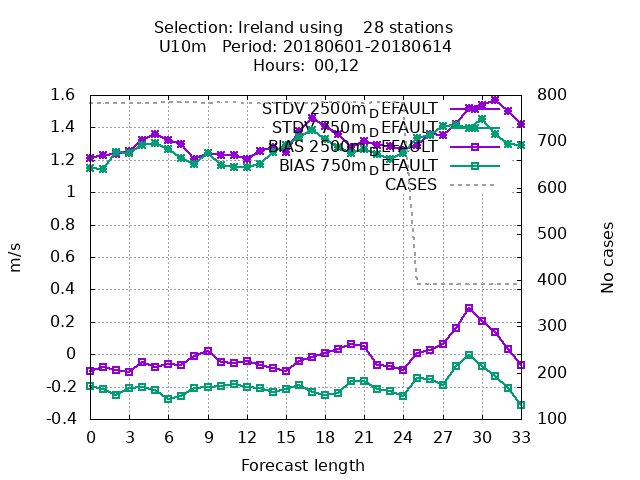 Selection: Ireland using 28 stations
U10m Period: 20180601-20180614
Hours: 00,12
1.6
1.4
1.2
1
0.8
0.6
0.4
0.2
0
-0.2
-0.4
m/s
STDV 2500m_DEFAULT
STDV 750m_DEFAULT
BIAS 2500m_DEFAULT
BIAS 750m_DEFAULT
CASES
800
700
600
500
400
300
200
100
No cases
0 3 6 9 12 15 18 21 24 27 30 33
Forecast length